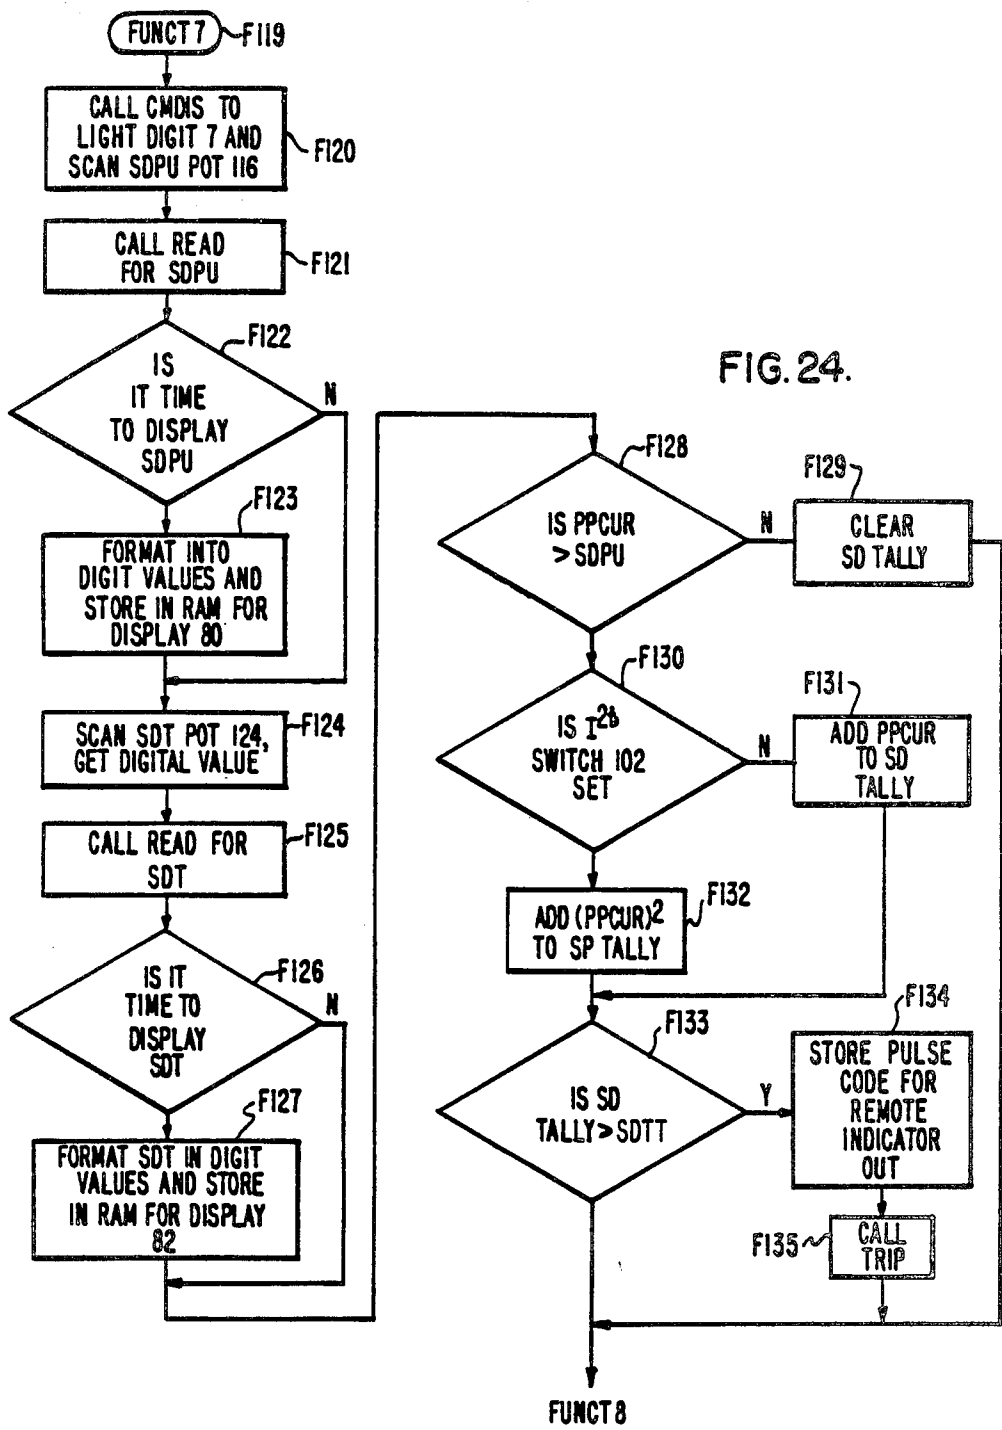 FUNCT 7
F119
CALL CMDIS TO
LIGHT DIGIT 7 AND
SCAN SDPU POT 116
F120
CALL READ
FOR SDPU
F121
F122
IS
IT TIME
TO DISPLAY
SDPU
N
F123
FORMAT INTO
DIGIT VALUES AND
STORE IN RAM FOR
DISPLAY 80
SCAN SDT POT 124,
GET DIGITAL VALUE
F124
CALL READ FOR
SDT
F125
F126
IS IT
TIME TO
DISPLAY
SDT
N
F127
FORMAT SDT IN DIGIT
VALUES AND STORE
IN RAM FOR DISPLAY
82
FIG. 24.
F128
IS PPCUR
> SDPU
N
F129
CLEAR
SD TALLY
F130
IS I²ᵗ
SWITCH 102
SET
N
F131
ADD PPCUR
TO SD
TALLY
F132
ADD (PPCUR)²
TO SP TALLY
F133
IS SD
TALLY > SDTT
Y
F134
STORE PULSE
CODE FOR
REMOTE
INDICATOR
OUT
F135
CALL
TRIP
FUNCT 8